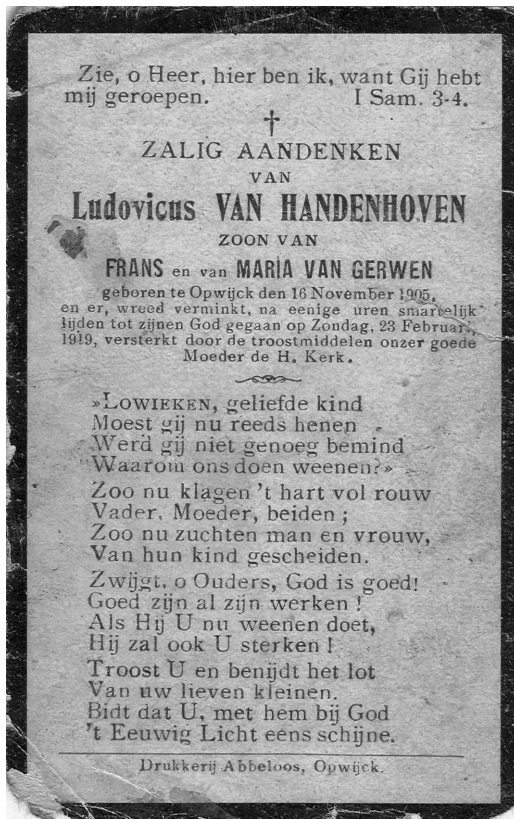 Zie, o Heer, hier ben ik, want Gij hebt
mij geroepen. I Sam. 3-4.
ZALIG AANDENKEN
VAN
Ludovicus VAN HANDENHOVEN
ZOON VAN
FRANS en van MARIA VAN GERWEN
geboren te Opwijck den 16 November 1905,
en er, wreed verminkt, na eenige uren smartelijk
lijden tot zijnen God gegaan op Zondag, 23 Februari,
1919, versterkt door de troostmiddelen onzer goede
Moeder de H. Kerk.
»LOWIEKEN, geliefde kind
Moest gij nu reeds henen
Werd gij niet genoeg bemind
Waarom ons doen weenen?»
Zoo nu klagen 't hart vol rouw
Vader, Moeder, beiden ;
Zoo nu zuchten man en vrouw,
Van hun kind gescheiden.
Zwijgt, o Ouders, God is goed!
Goed zijn al zijn werken !
Als Hij U nu weenen doet,
Hij zal ook U sterken !
Troost U en benijdt het lot
Van uw lieven kleinen.
Bidt dat U, met hem bij God
't Eeuwig Licht eens schijne.
Drukkerij Abbeloos, Opwijck.